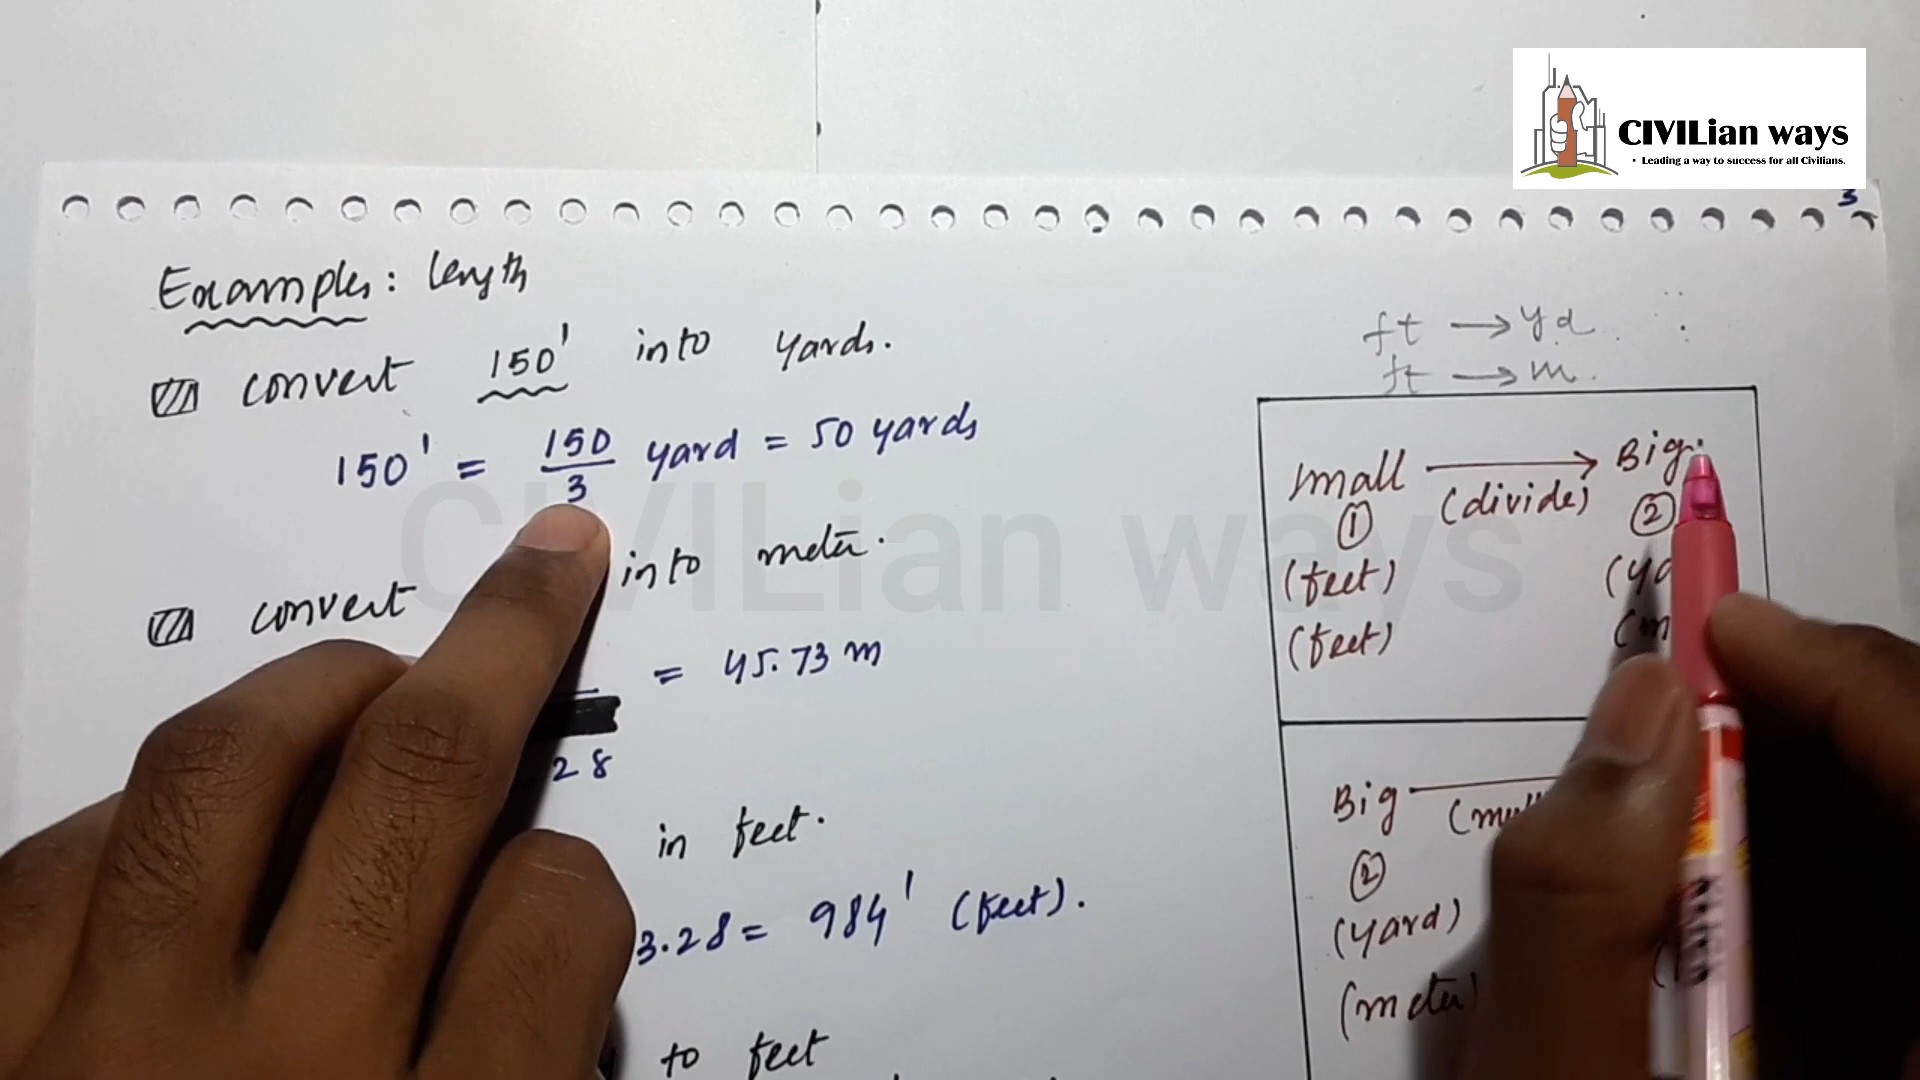 CIVILian ways
• Leading a way to success for all Civilians.
3
Examples: length
convert 150' into yards.
150' = 150/3 yard = 50 yards
convert into meter.
= 45.73 m
28
in feet.
3.28 = 984' (feet).
to feet
ft → yd
ft → m.
Small → Big.
(divide)
① ②
(feet)
(feet)
Big
②
(yard)
(meter)
CIVILian ways